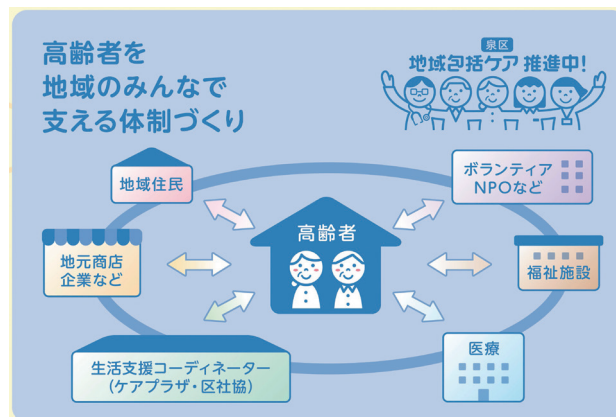 高齢者を
地域のみんなで
支える体制づくり
泉区
地域包括ケア 推進中!
地域住民
ボランティア
NPOなど
高齢者
地元商店
企業など
福祉施設
生活支援コーディネーター
(ケアプラザ・区社協)
医療